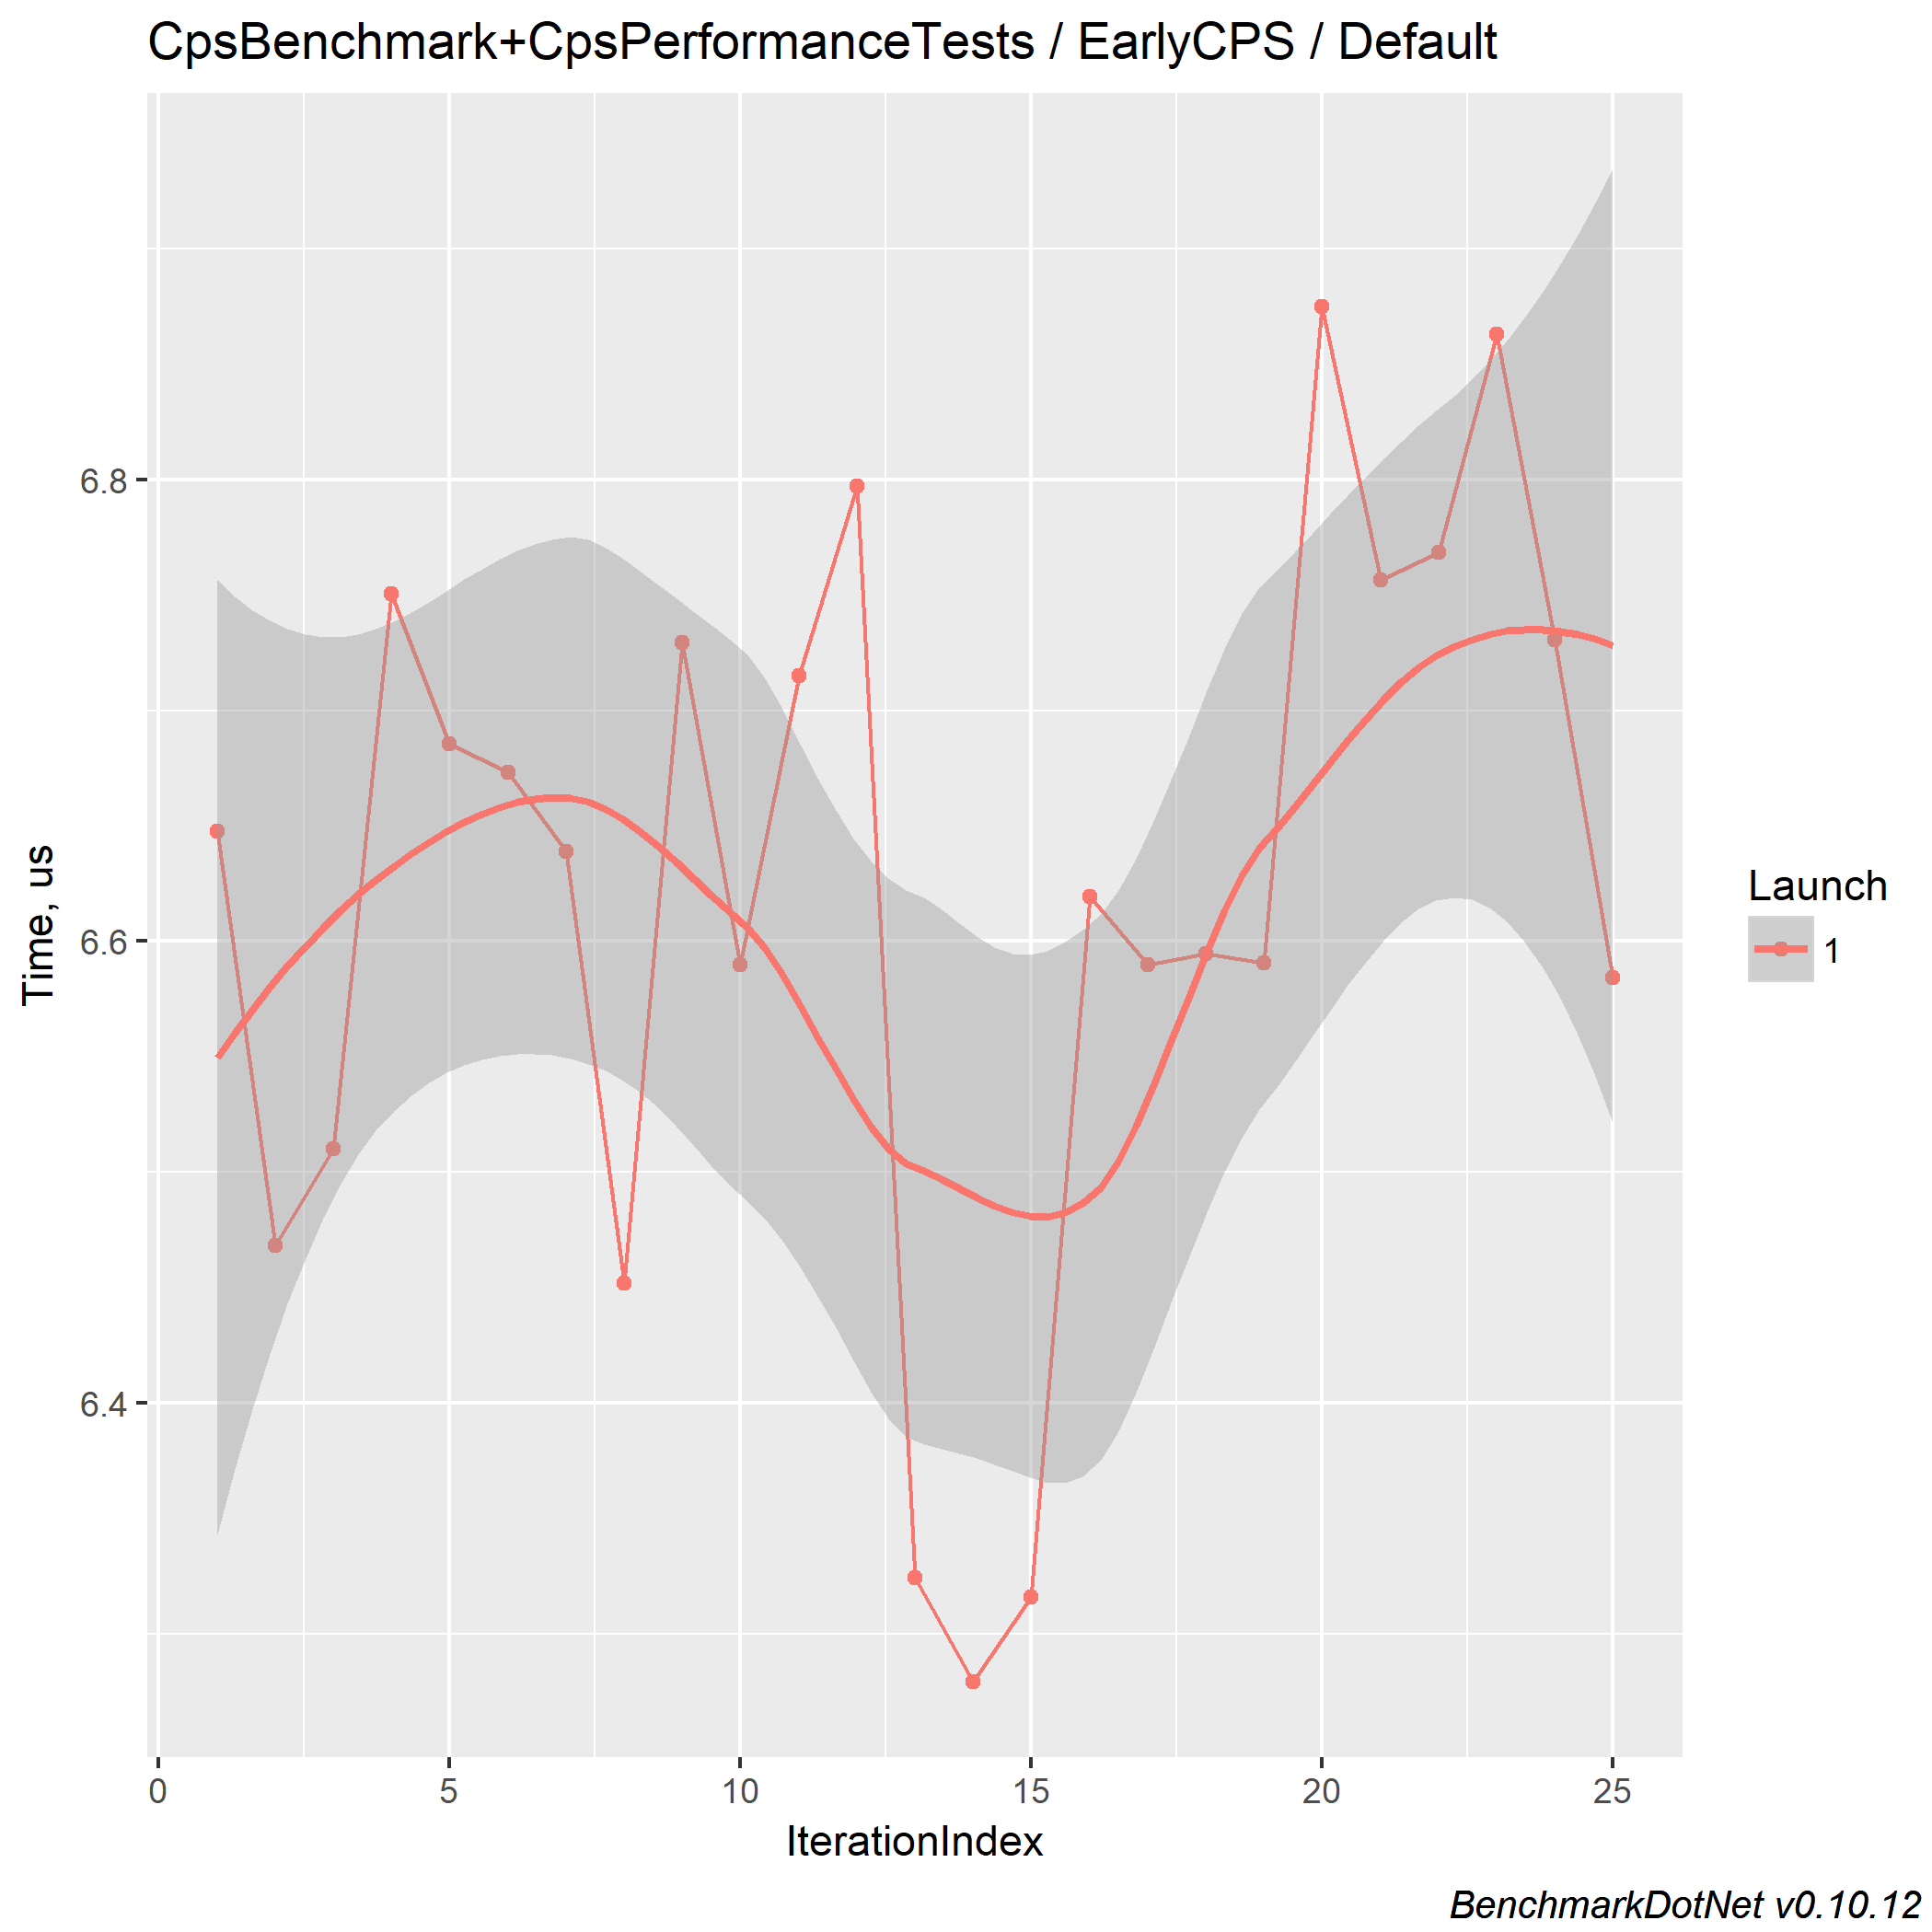 CpsBenchmark+CpsPerformanceTests / EarlyCPS / Default
6.8
6.6
6.4
Time, us
0 5 10 15 20 25
IterationIndex
Launch
1
BenchmarkDotNet v0.10.12